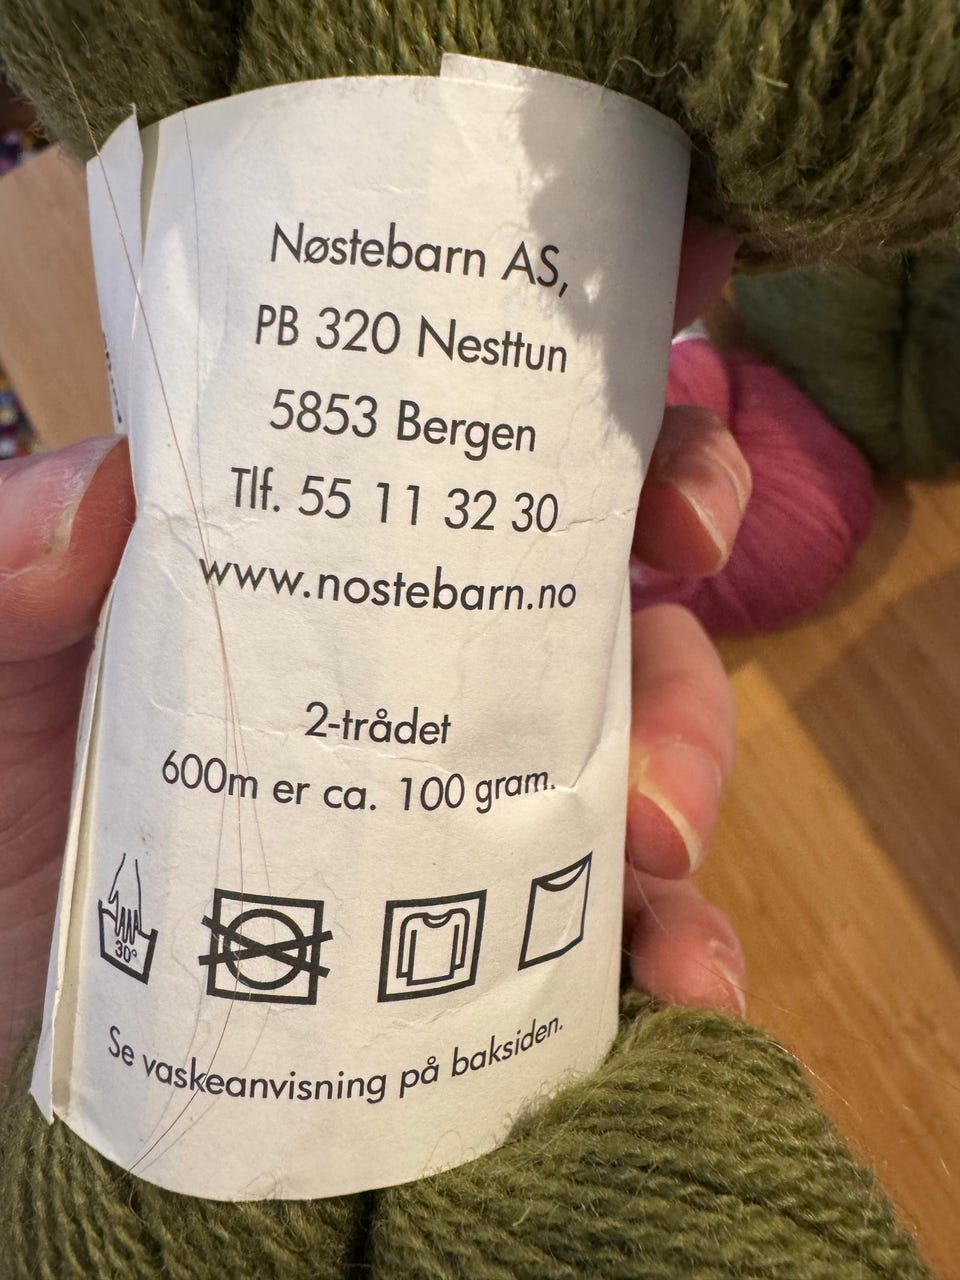 Nøstebarn AS,
PB 320 Nesttun
5853 Bergen
Tlf. 55 11 32 30
www.nostebarn.no
2-trådet
600m er ca. 100 gram.
30°
Se vaskeanvisning på baksiden.